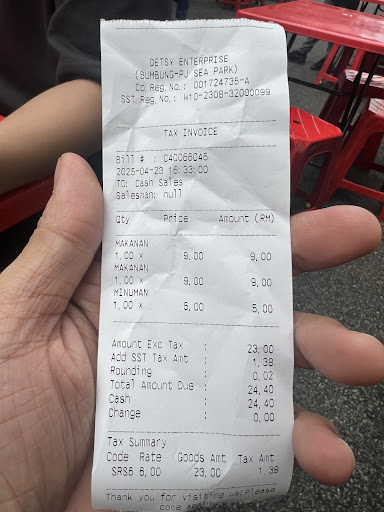 DETSY ENTERPRISE
(BUMBUNG-PJ SEA PARK)
Co.Reg.No.: 001724735-A
SST Reg.No.: W10-2308-32000099
TAX INVOICE
Bill # : C40066046
2025-04-23 16:33:00
TO: Cash Sales
Salesman: null
Qty Price Amount (RM)
MAKANAN
1.00 X 9.00 9.00
MAKANAN
1.00 X 9.00 9.00
MINUMAN
1.00 X 5.00 5.00
Amount Exc Tax : 23.00
Add SST Tax Amt : 1.38
Rounding : 0.02
Total Amount Due : 24.40
Cash : 24.40
Change : 0.00
Tax Summary
Code Rate Goods Amt Tax Amt
SRS6 6.00 23.00 1.38
Thank you for visiting us!Please
come